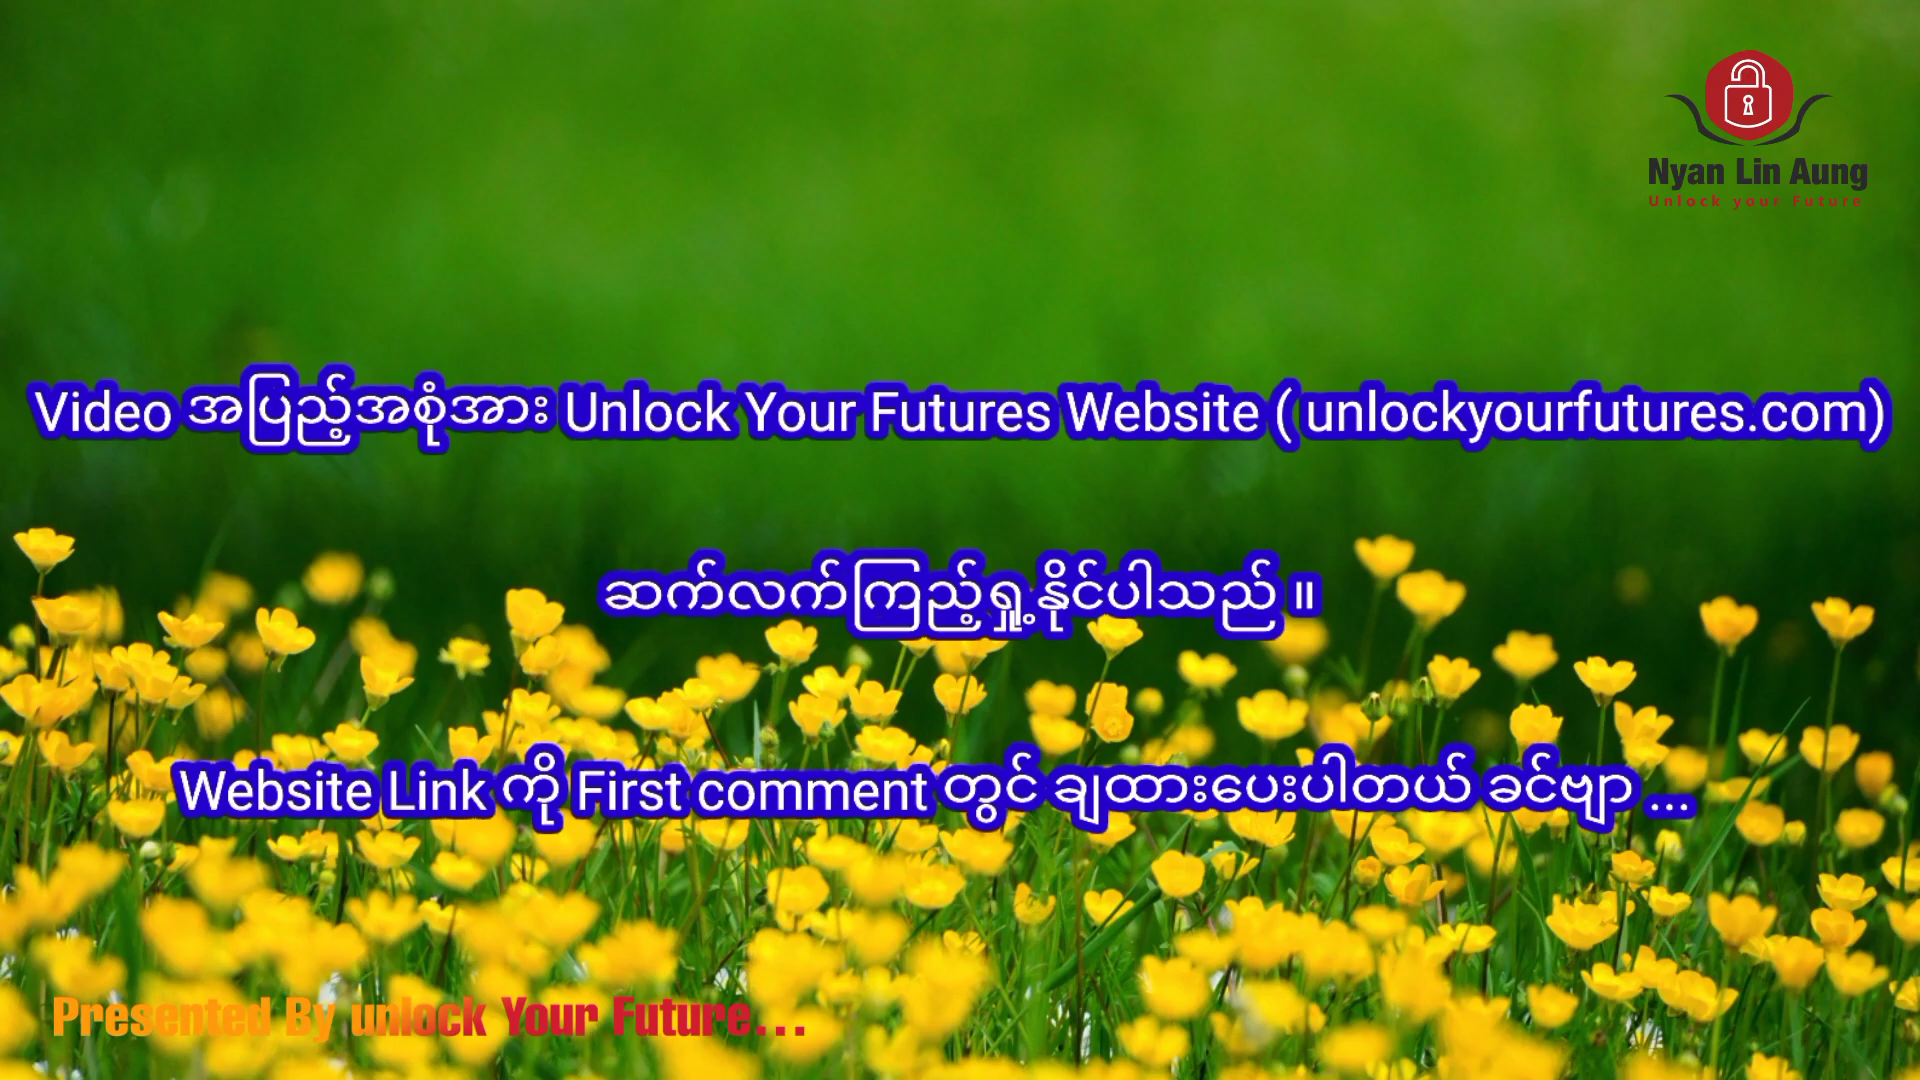 Nyan Lin Aung
Unlock your Future
Video အပြည့်အစုံအား Unlock Your Futures Website ( unlockyourfutures.com)
ဆက်လက်ကြည့်ရှု့နိုင်ပါသည် ။
Website Link ကို First comment တွင် ချထားပေးပါတယ် ခင်ဗျာ ...
Presented By unlock Your Future...